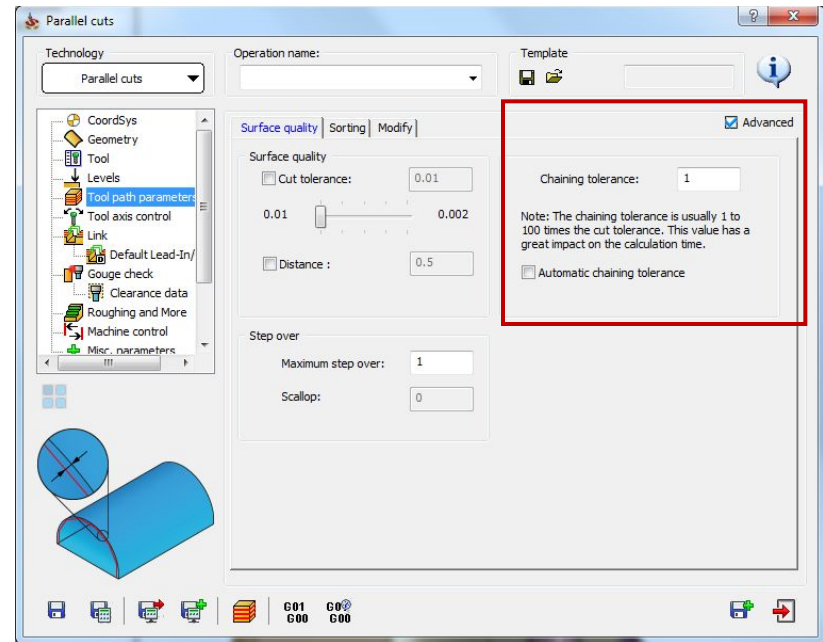 Parallel cuts
Technology
Parallel cuts
Operation name:
Template
CoordSys
Geometry
Tool
Levels
Tool path parameters
Tool axis control
Link
Default Lead-In/
Gouge check
Clearance data
Roughing and More
Machine control
Misc. parameters
Surface quality Sorting Modify
Advanced
Surface quality
Cut tolerance: 0.01
0.01 0.002
Distance : 0.5
Chaining tolerance: 1
Note: The chaining tolerance is usually 1 to
100 times the cut tolerance. This value has a
great impact on the calculation time.
Automatic chaining tolerance
Step over
Maximum step over: 1
Scallop: 0
G01 G0
G00 G00